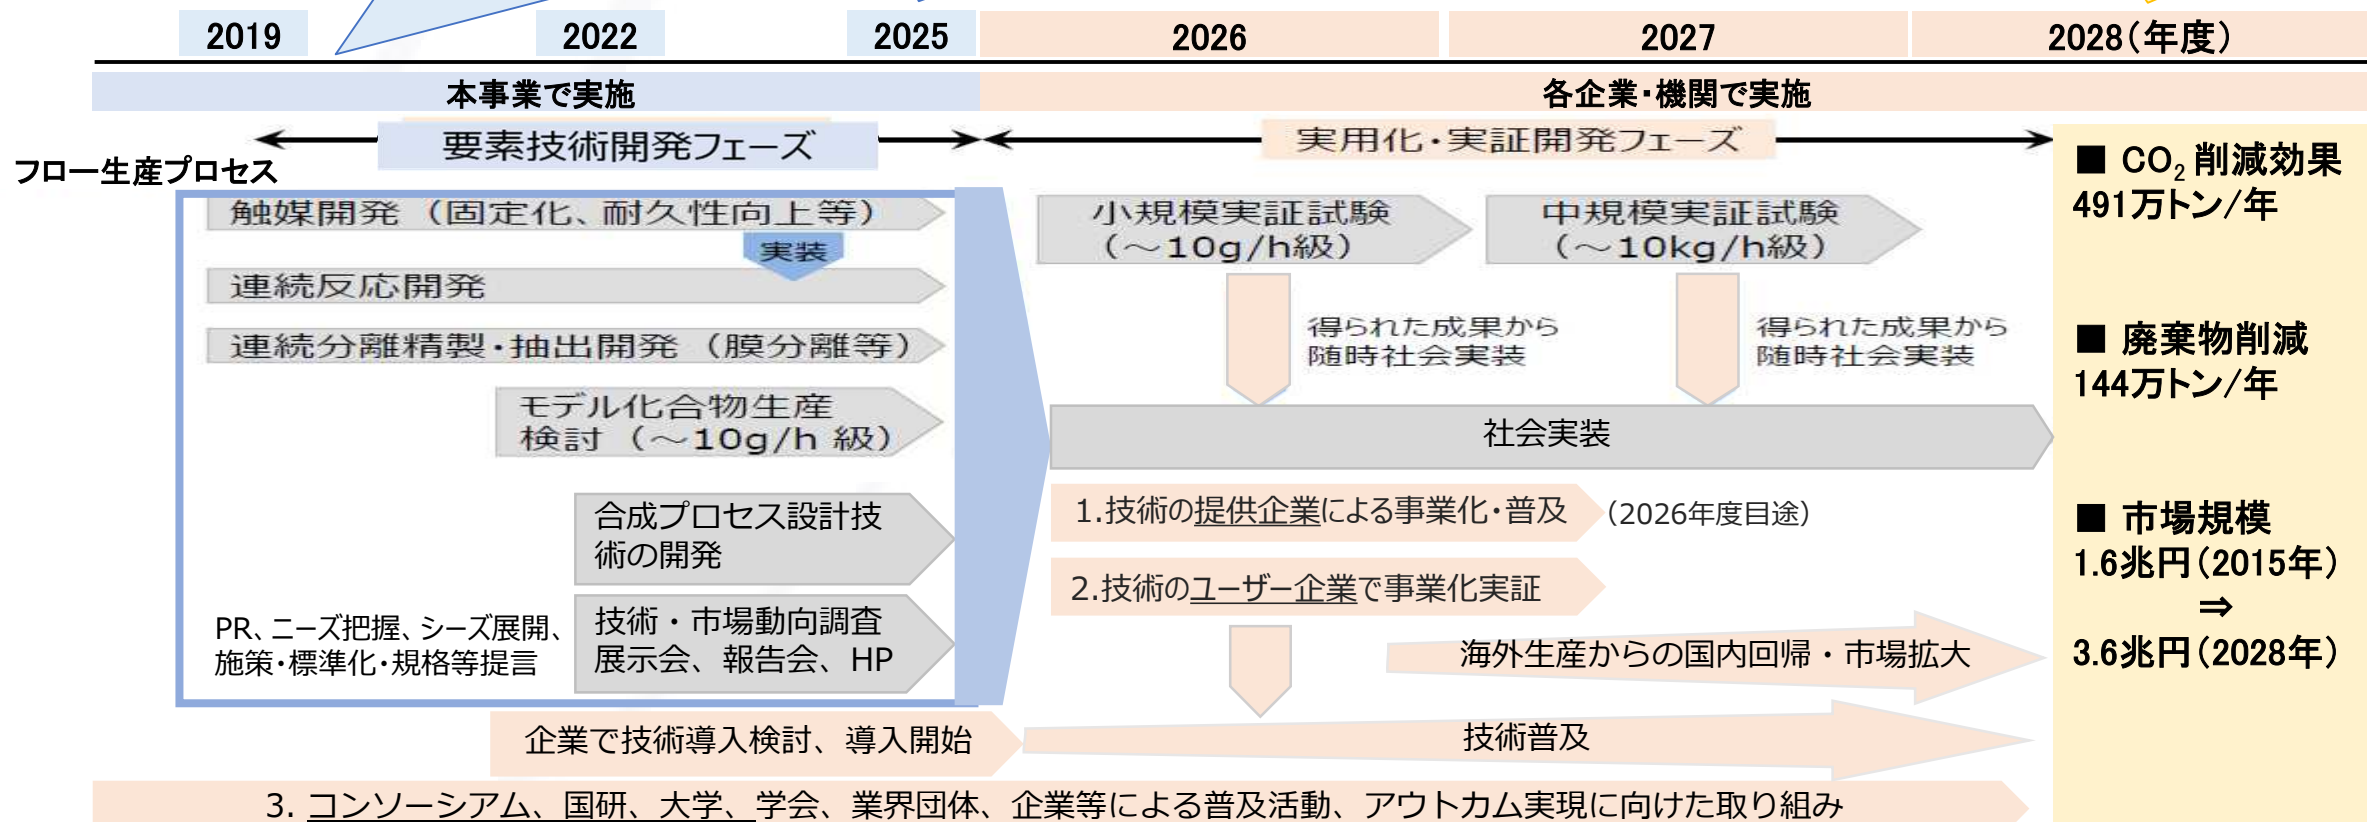 2019
2022
2025
2026
2027
2028（年度）
本事業で実施
各企業・機関で実施
要素技術開発フェーズ
実用化・実証開発フェーズ
フロー生産プロセス
触媒開発（固定化、耐久性向上等）
実装
連続反応開発
連続分離精製・抽出開発（膜分離等）
モデル化合物生産
検討（～10g/h 級）
合成プロセス設計技
術の開発
PR、ニーズ把握、シーズ展開、
施策・標準化・規格等提言
技術・市場動向調査
展示会、報告会、HP
小規模実証試験
（～10g/h級）
中規模実証試験
（～10kg/h級）
得られた成果から
随時社会実装
得られた成果から
随時社会実装
社会実装
1.技術の提供企業による事業化・普及
（2026年度目途）
2.技術のユーザー企業で事業化実証
海外生産からの国内回帰・市場拡大
企業で技術導入検討、導入開始
技術普及
3. コンソーシアム、国研、大学、学会、業界団体、企業等による普及活動、アウトカム実現に向けた取り組み
■ CO₂ 削減効果
491万トン/年
■ 廃棄物削減
144万トン/年
■ 市場規模
1.6兆円（2015年）
⇒
3.6兆円（2028年）